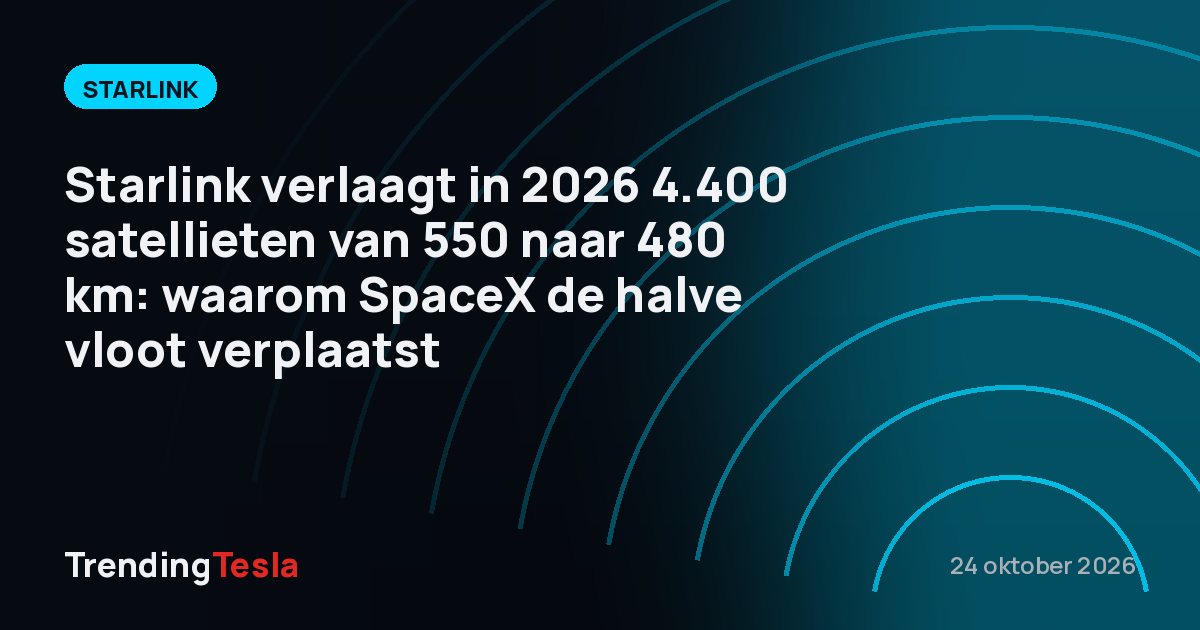 STARLINK
Starlink verlaagt in 2026 4.400
satellieten van 550 naar 480
km: waarom SpaceX de halve
vloot verplaatst
TrendingTesla
24 oktober 2026